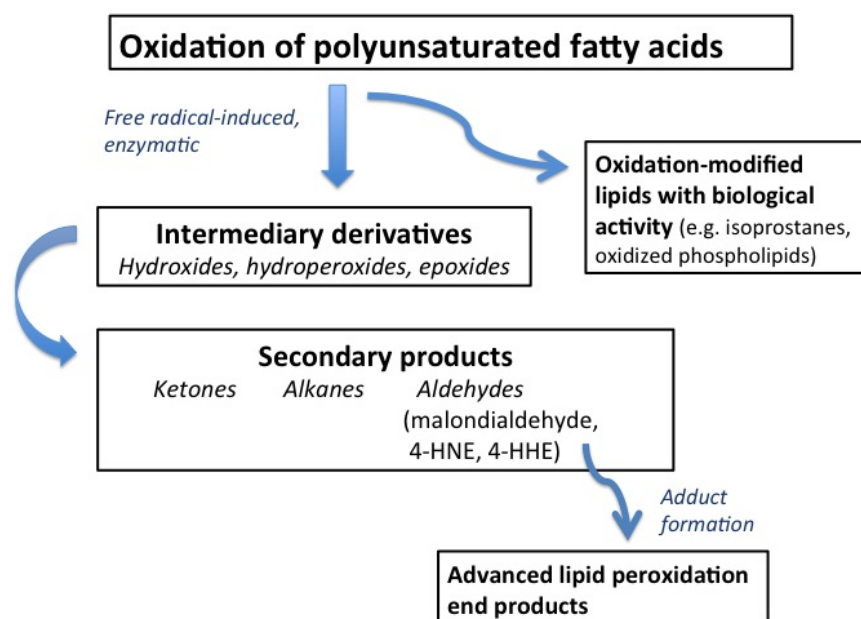 Oxidation of polyunsaturated fatty acids
Free radical-induced,
enzymatic
Oxidation-modified
lipids with biological
activity (e.g. isoprostanes,
oxidized phospholipids)
Intermediary derivatives
Hydroxides, hydroperoxides, epoxides
Secondary products
Ketones Alkanes Aldehydes
(malondialdehyde,
4-HNE, 4-HHE)
Adduct
formation
Advanced lipid peroxidation
end products